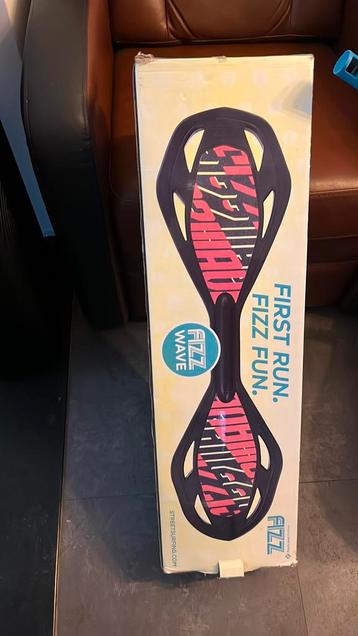 FIRST RUN.
FIZZ FUN.
FIZZ
WAVE
FIZZ
STREETSURFING.COM